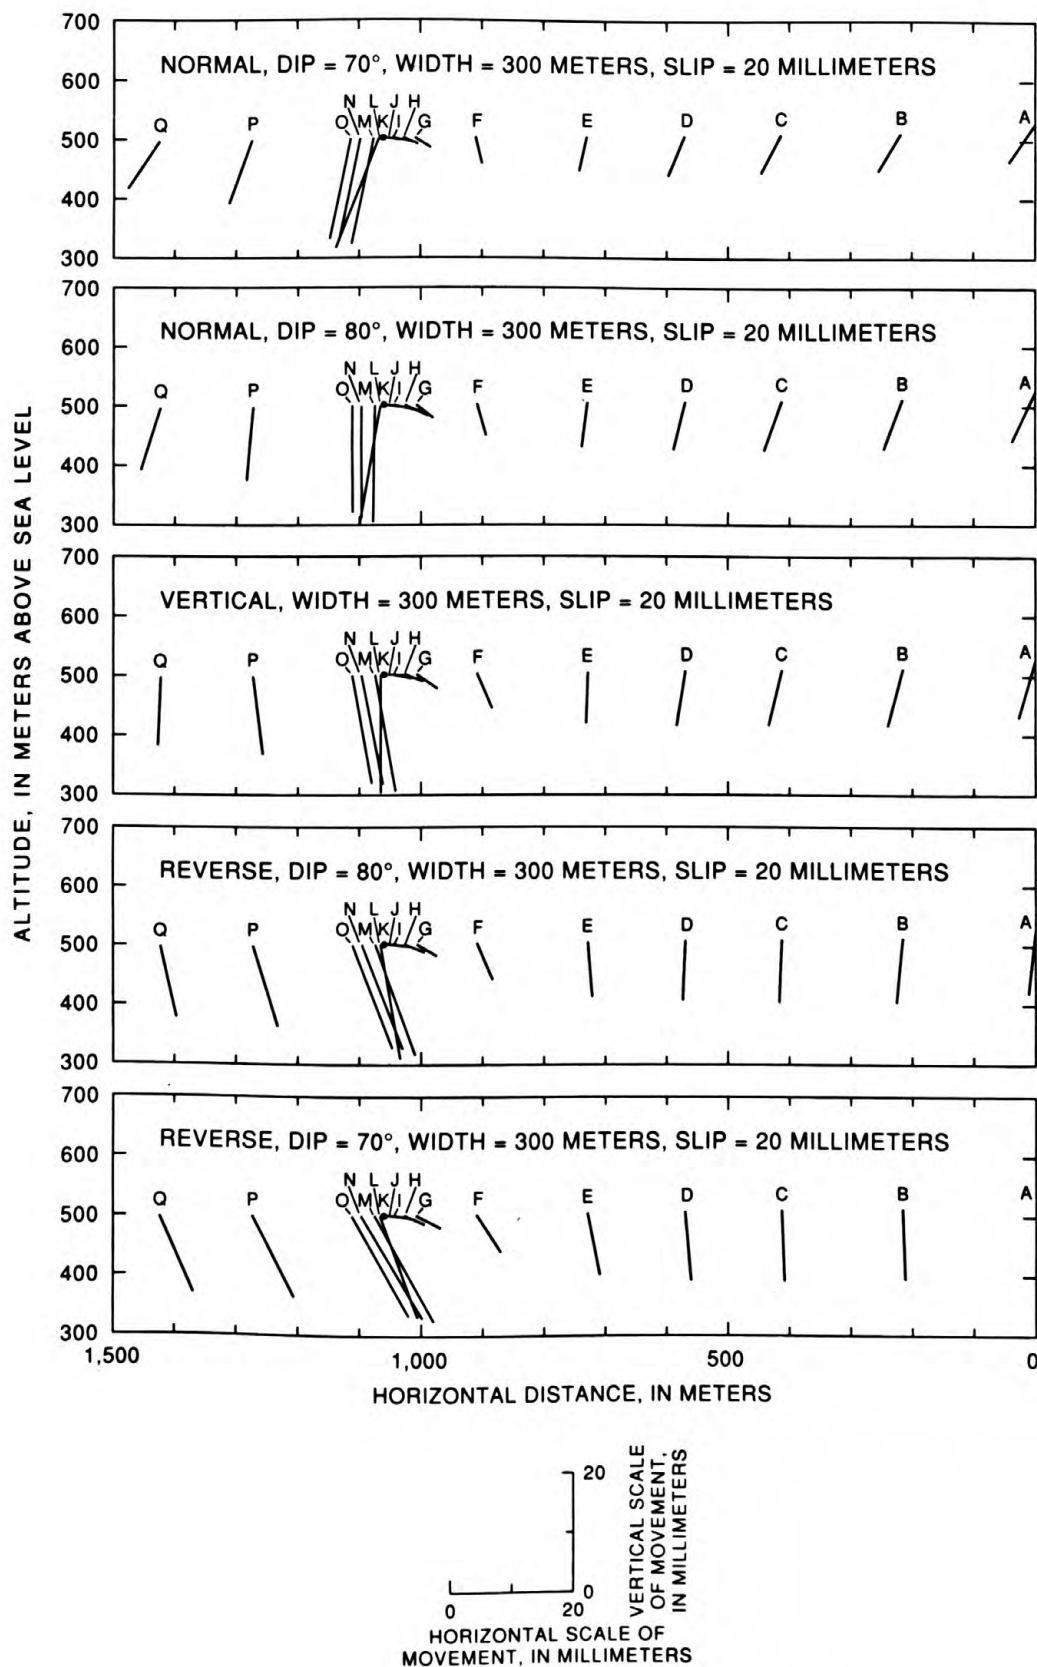 ALTITUDE, IN METERS ABOVE SEA LEVEL
700
NORMAL, DIP = 70°, WIDTH = 300 METERS, SLIP = 20 MILLIMETERS
600
N L J H
Q P O M K I G F E D C B A
500
400
300
700
NORMAL, DIP = 80°, WIDTH = 300 METERS, SLIP = 20 MILLIMETERS
600
N L J H
Q P O M K I G F E D C B A
500
400
300
700
VERTICAL, WIDTH = 300 METERS, SLIP = 20 MILLIMETERS
600
N L J H
Q P O M K I G F E D C B A
500
400
300
700
REVERSE, DIP = 80°, WIDTH = 300 METERS, SLIP = 20 MILLIMETERS
600
N L J H
Q P O M K I G F E D C B A
500
400
300
700
REVERSE, DIP = 70°, WIDTH = 300 METERS, SLIP = 20 MILLIMETERS
600
N L J H
Q P O M K I G F E D C B A
500
400
300
1,500 1,000 500 0
HORIZONTAL DISTANCE, IN METERS
20
0
VERTICAL SCALE
OF MOVEMENT,
IN MILLIMETERS
0 20
HORIZONTAL SCALE OF
MOVEMENT, IN MILLIMETERS